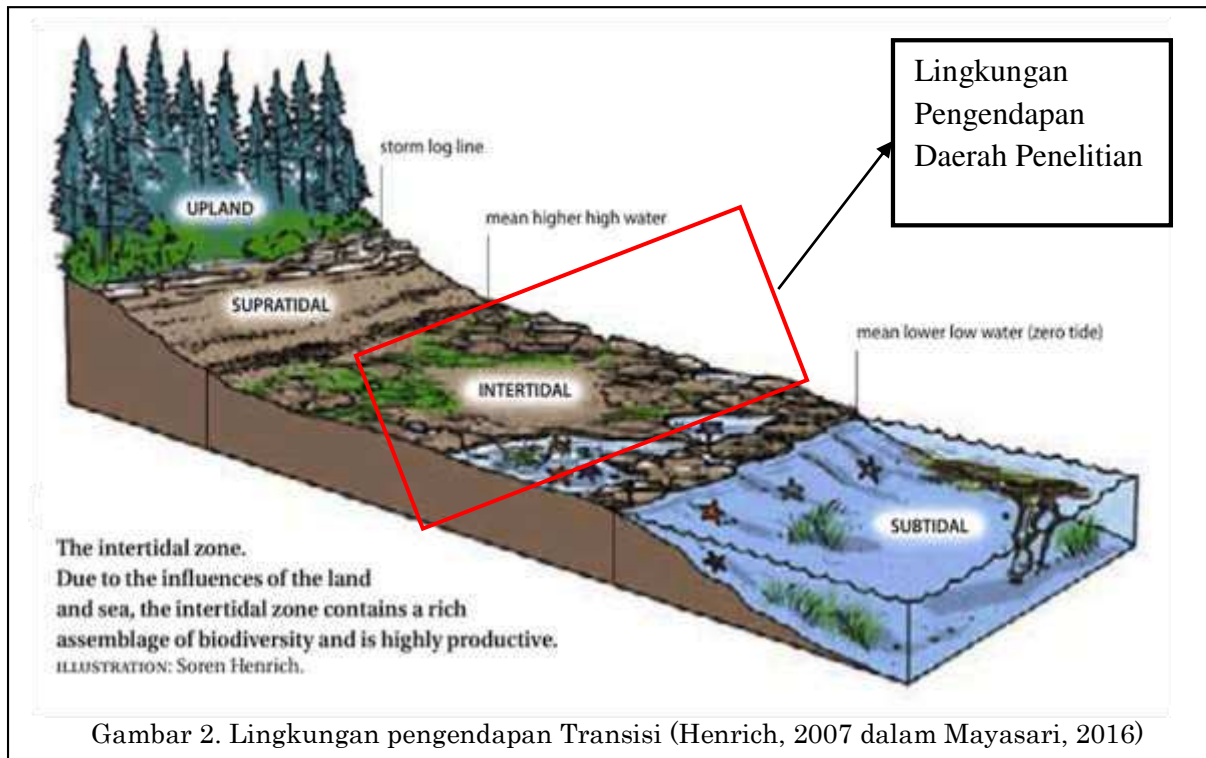 Lingkungan
Pengendapan
Daerah Penelitian
storm log line
UPLAND
mean higher high water
SUPRATIDAL
mean lower low water (zero tide)
INTERTIDAL
SUBTIDAL
The intertidal zone.
Due to the influences of the land
and sea, the intertidal zone contains a rich
assemblage of biodiversity and is highly productive.
ILLUSTRATION: Soren Henrich.
Gambar 2. Lingkungan pengendapan Transisi (Henrich, 2007 dalam Mayasari, 2016)